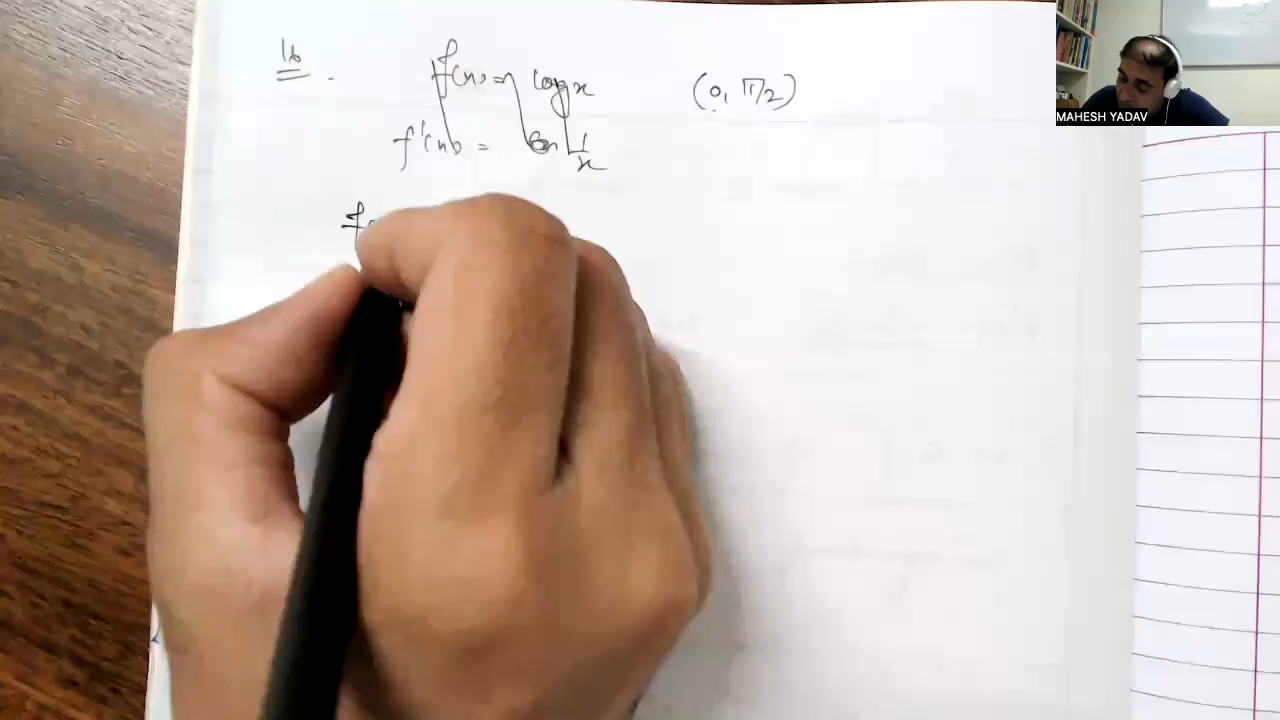 16.
f(x) = log x (0, π/2)
f'(x) = 1/x
f
MAHESH YADAV